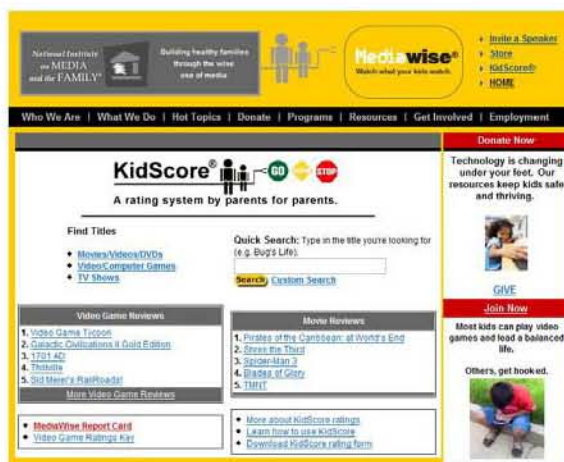 National Institute
on MEDIA
and the FAMILY®
Building healthy families
through the wise
use of media
Mediawise®
Watch what your kids watch.
Invite a Speaker
Store
KidScore®
HOME
Who We Are | What We Do | Hot Topics | Donate | Programs | Resources | Get Involved | Employment
KidScore®
GO
STOP
A rating system by parents for parents.
Find Titles
Movies/Videos/DVDs
Video/Computer Games
TV Shows
Quick Search: Type in the title you're looking for
(e.g. Bug's Life).
Search Custom Search
Video Game Reviews
1. Video Game Tycoon
2. Galactic Civilizations II Gold Edition
3. 1701 AD
4. Thrillville
5. Sid Meier's RailRoads!
More Video Game Reviews
Movie Reviews
1. Pirates of the Caribbean: at World's End
2. Shrek the Third
3. Spider-Man 3
4. Blades of Glory
5. TMNT
MediaWise Report Card
Video Game Ratings Key
More about KidScore ratings
Learn how to use KidScore
Download KidScore rating form
Donate Now
Technology is changing
under your feet. Our
resources keep kids safe
and thriving.
GIVE
Join Now
Most kids can play video
games and lead a balanced
life.
Others, get hooked.